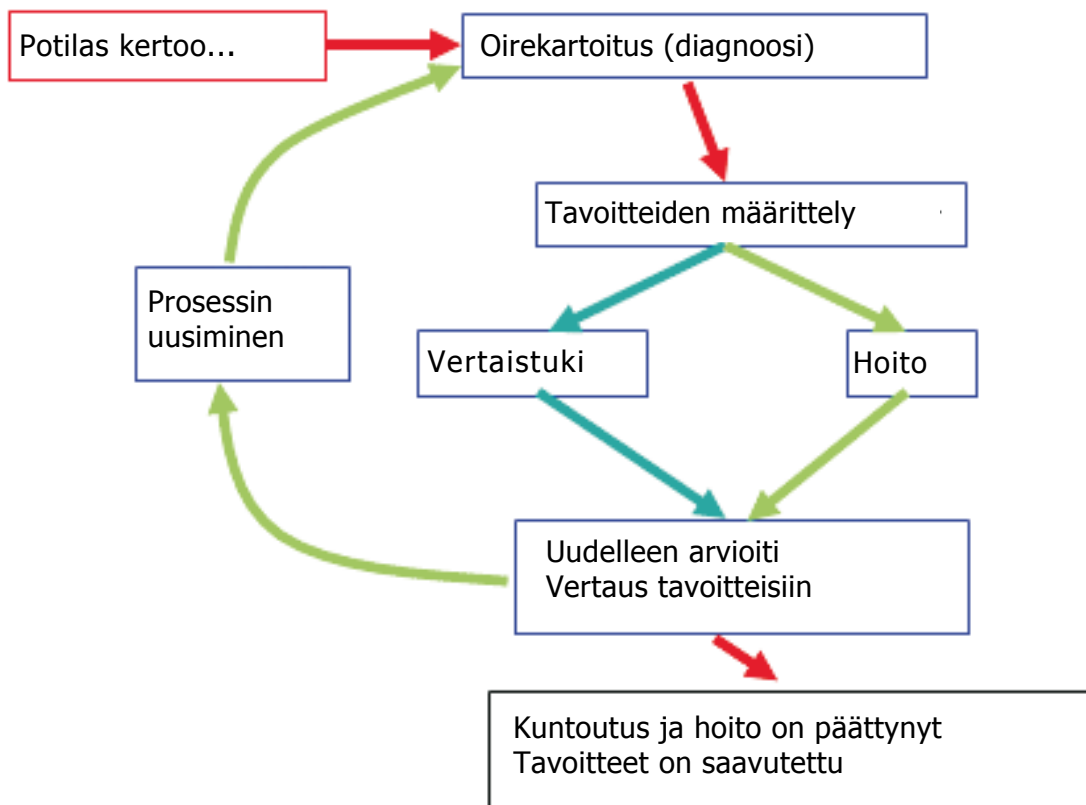 Potilas kertoo...
Oirekartoitus (diagnoosi)
Tavoitteiden määrittely
Prosessin
uusiminen
Vertaistuki
Hoito
Uudelleen arvioiti
Vertaus tavoitteisiin
Kuntoutus ja hoito on päättynyt
Tavoitteet on saavutettu